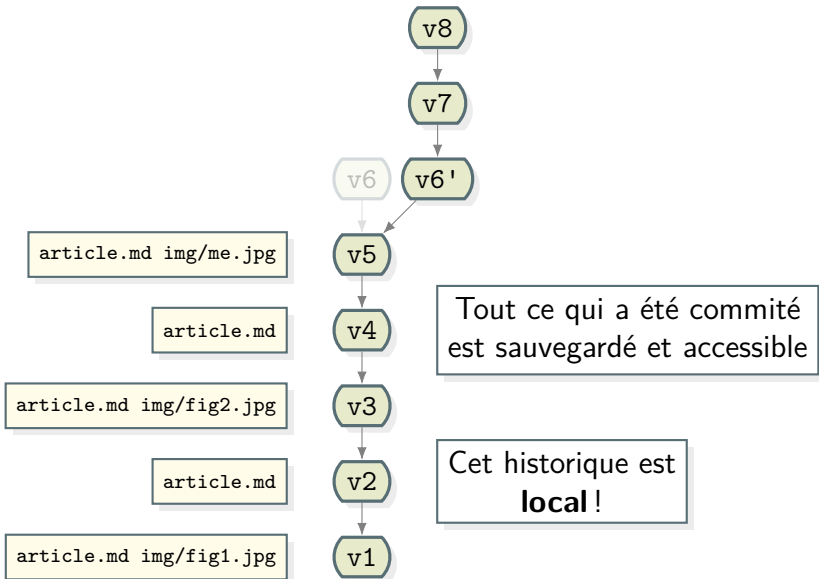 v8
v7
v6 v6'
article.md img/me.jpg v5
article.md v4
Tout ce qui a été commité
est sauvegardé et accessible
article.md img/fig2.jpg v3
article.md v2
Cet historique est
local !
article.md img/fig1.jpg v1